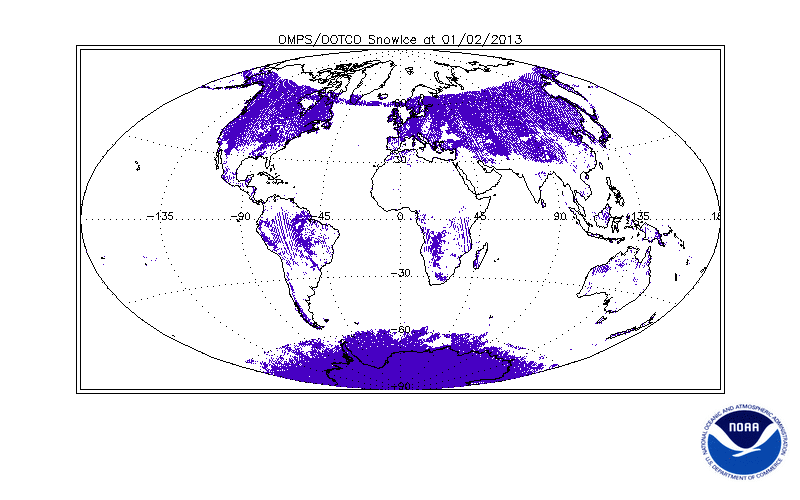 OMPS/OOTCO SnowIce at 01/02/2013
-135 -90 -45 0 45 90 135 18
-30
-60
-90
NATIONAL OCEANIC AND ATMOSPHERIC ADMINISTRATION
NOAA
U.S. DEPARTMENT OF COMMERCE